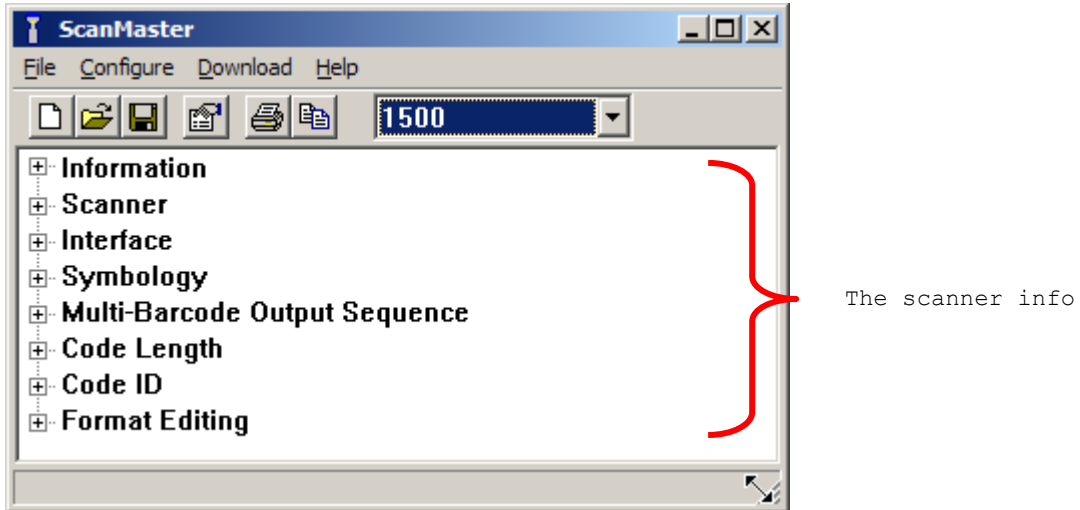 ScanMaster
File Configure Download Help
1500
Information
Scanner
Interface
Symbology
Multi-Barcode Output Sequence
Code Length
Code ID
Format Editing
The scanner info